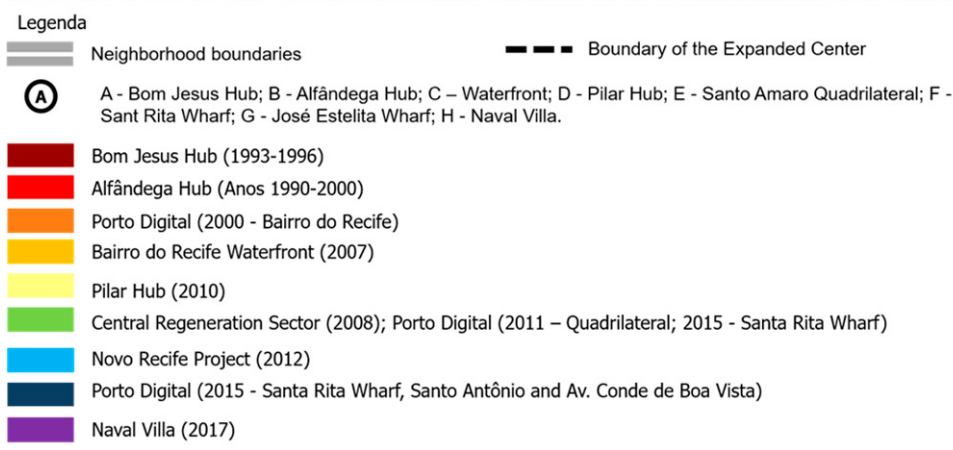 Legenda
Neighborhood boundaries
Boundary of the Expanded Center
A
A - Bom Jesus Hub; B - Alfândega Hub; C – Waterfront; D - Pilar Hub; E - Santo Amaro Quadrilateral; F -
Sant Rita Wharf; G - José Estelita Wharf; H - Naval Villa.
Bom Jesus Hub (1993-1996)
Alfândega Hub (Anos 1990-2000)
Porto Digital (2000 - Bairro do Recife)
Bairro do Recife Waterfront (2007)
Pilar Hub (2010)
Central Regeneration Sector (2008); Porto Digital (2011 – Quadrilateral; 2015 - Santa Rita Wharf)
Novo Recife Project (2012)
Porto Digital (2015 - Santa Rita Wharf, Santo Antônio and Av. Conde de Boa Vista)
Naval Villa (2017)